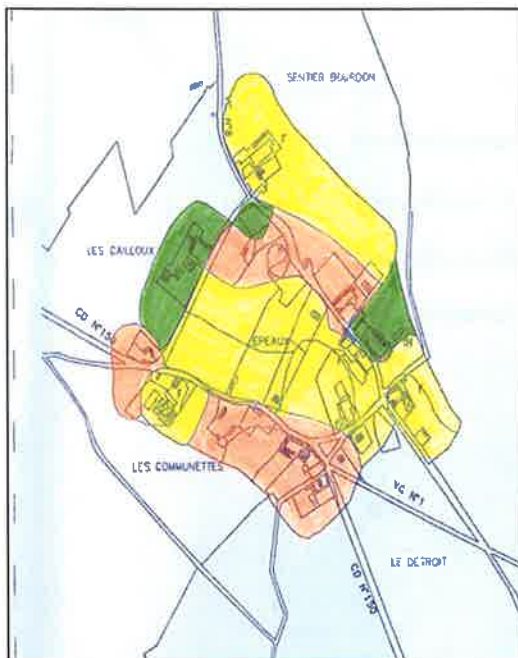 SENTIER BOURDON
LES CAILLOUX
CD N°15
EPEAUX
LES COMMUNETTES
VC N°1
LE DETROIT
CD N°150